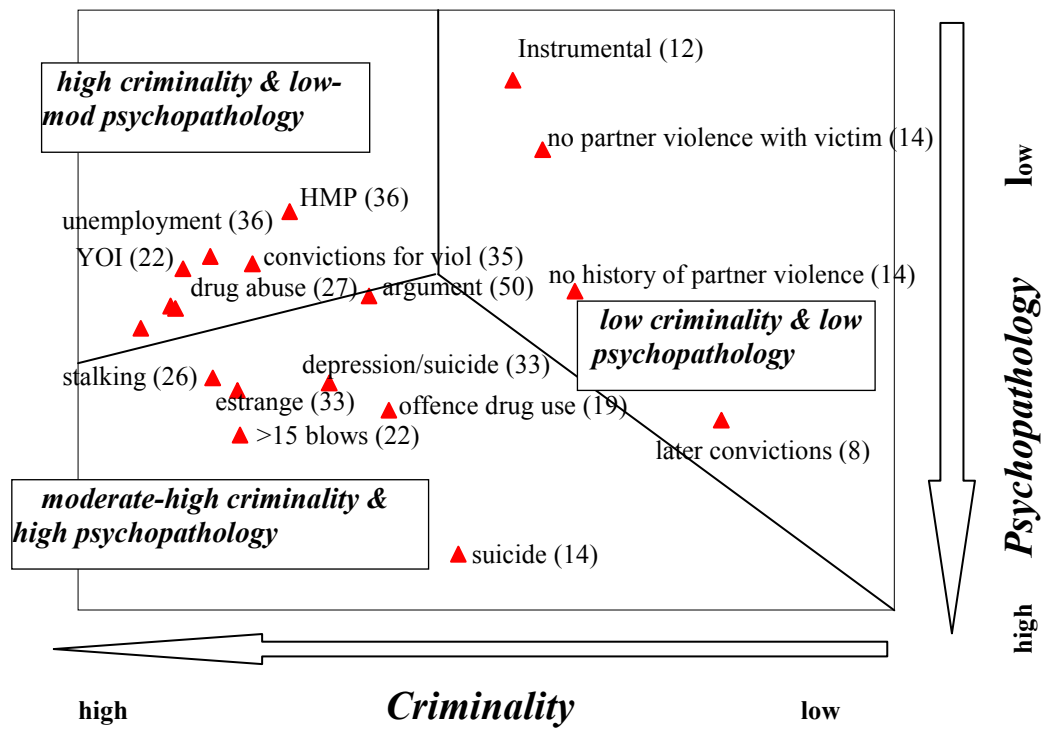 Instrumental (12)
high criminality & low-
mod psychopathology
no partner violence with victim (14)
low
HMP (36)
unemployment (36)
YOI (22)
convictions for viol (35)
no history of partner violence (14)
drug abuse (27)
argument (50)
low criminality & low
psychopathology
Psychopathology
depression/suicide (33)
stalking (26)
estrange (33)
offence drug use (19)
>15 blows (22)
later convictions (8)
moderate-high criminality &
high psychopathology
suicide (14)
high
high
Criminality
low